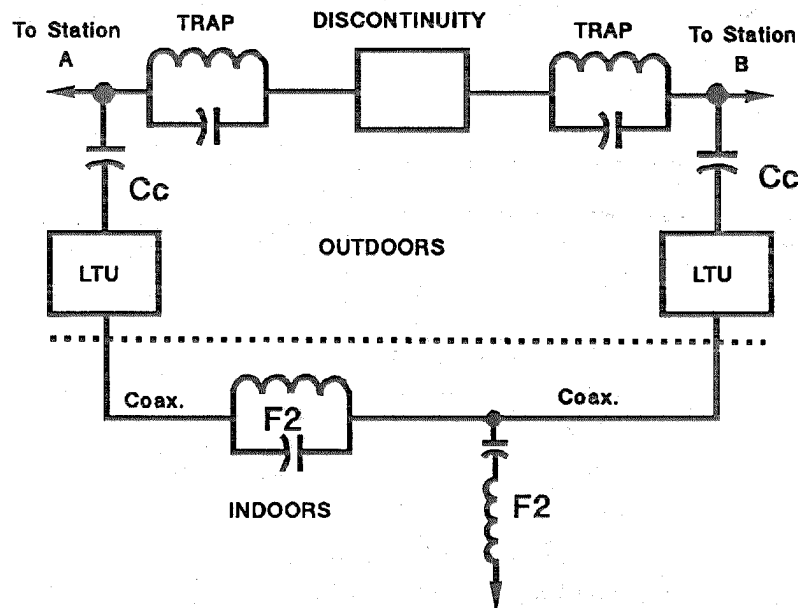 To Station
A
TRAP
DISCONTINUITY
TRAP
To Station
B
Cc
Cc
LTU
OUTDOORS
LTU
Coax.
F2
Coax.
INDOORS
F2